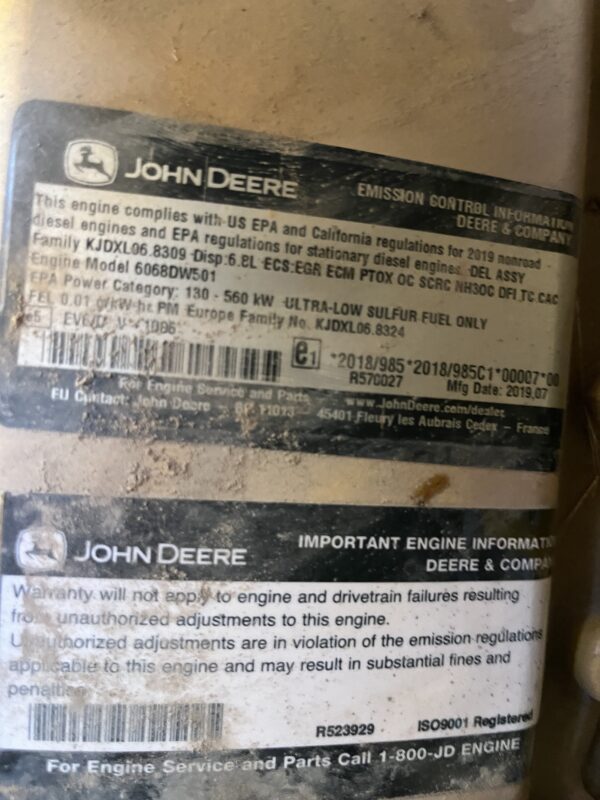 JOHN DEERE
EMISSION CONTROL INFORMATION
DEERE & COMPANY
This engine complies with US EPA and California regulations for 2019 nonroad
diesel engines and EPA regulations for stationary diesel engines. DEL ASSY
Family KJDXL06.8309 Disp:6.8L ECS:EGR ECM PTOX OC SCRC NH3OC DFI TC CAC
Engine Model 6068DW501
EPA Power Category: 130 - 560 kW ULTRA-LOW SULFUR FUEL ONLY
FEL 0.01 g/kW-hr PM Europe Family No. KJDXL06.8324
e1 *2018/985*2018/985C1*00007*00
R570027 Mfg Date: 2019,07
For Engine Service and Parts www.JohnDeere.com/dealer
EU Contact: John Deere BP 11013 45401 Fleury les Aubrais Cedex - France
JOHN DEERE
IMPORTANT ENGINE INFORMATI
DEERE & COMPA
Warranty will not apply to engine and drivetrain failures resulting
from unauthorized adjustments to this engine.
Unauthorized adjustments are in violation of the emission regulations
applicable to this engine and may result in substantial fines and
penalties
R523929 ISO9001 Registered
For Engine Service and Parts Call 1-800-JD ENGINE